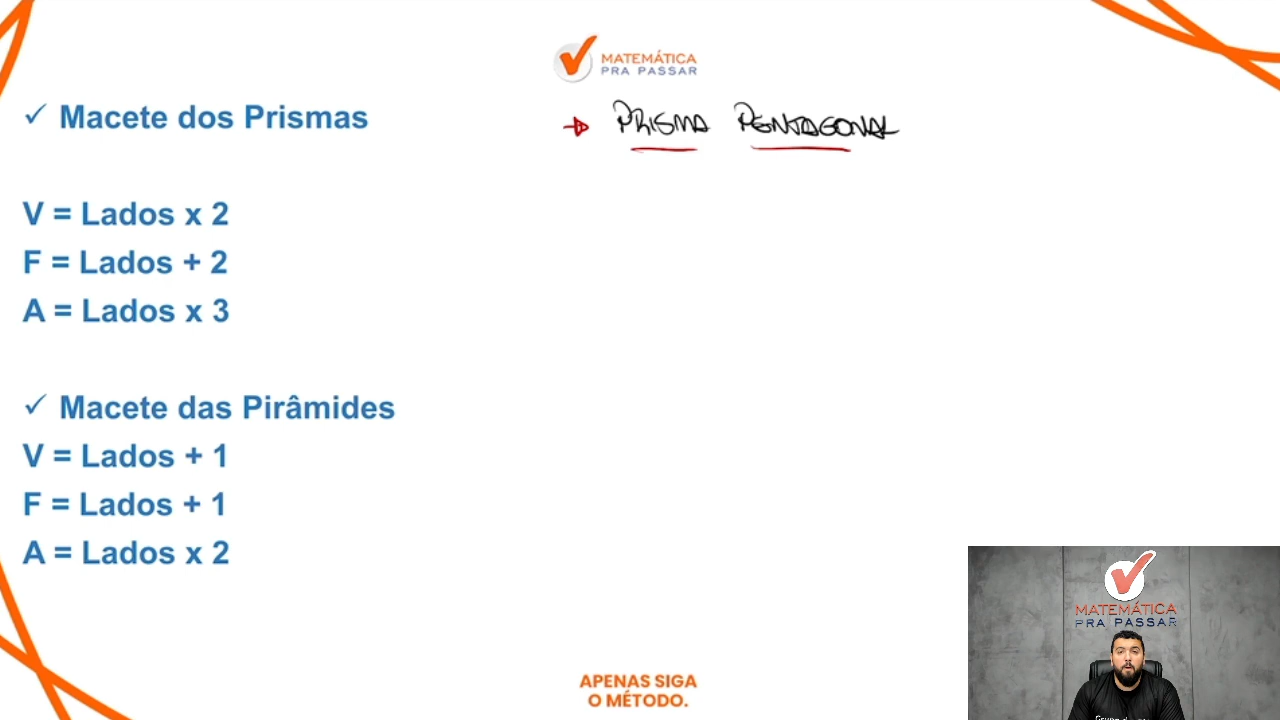 MATEMÁTICA
PRA PASSAR
✓ Macete dos Prismas
PRISMA PENTAGONAL
V = Lados x 2
F = Lados + 2
A = Lados x 3
✓ Macete das Pirâmides
V = Lados + 1
F = Lados + 1
A = Lados x 2
MATEMÁTICA
PRA PASSAR
APENAS SIGA
O MÉTODO.